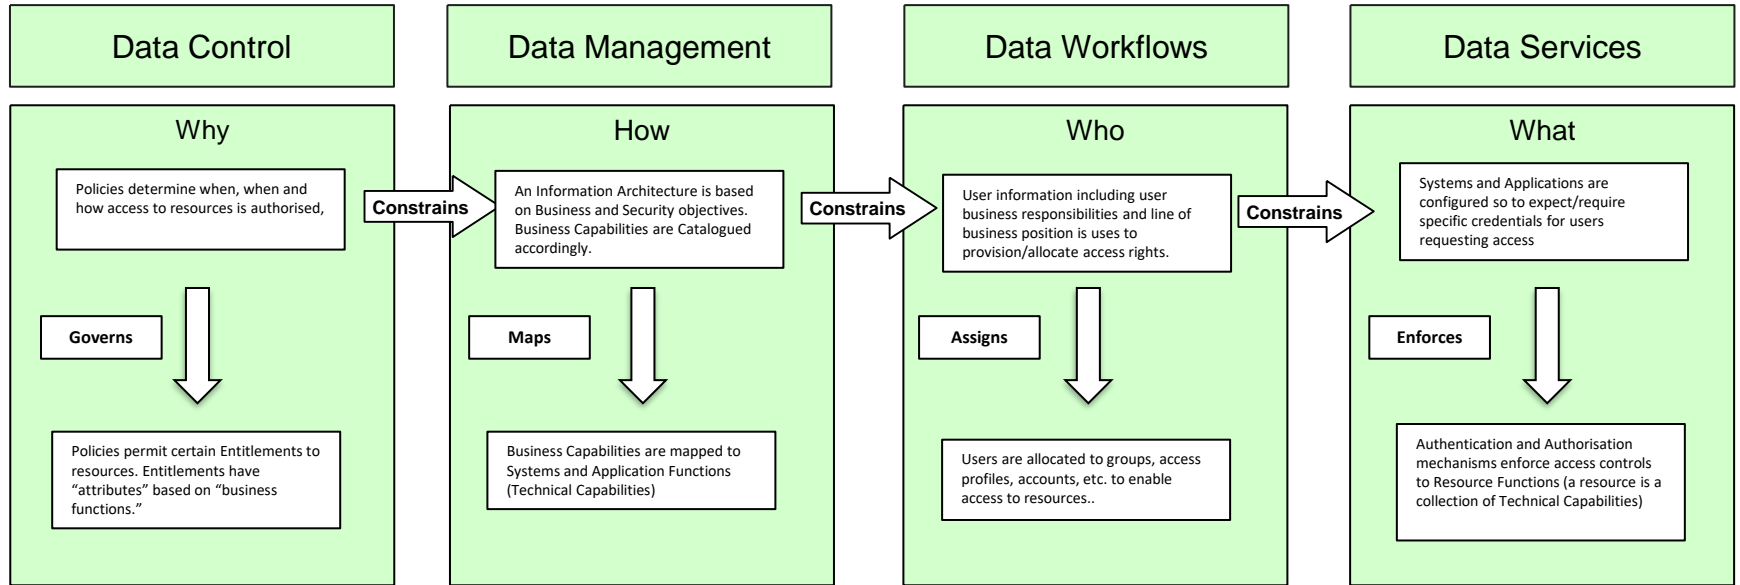 Data Control
Data Management
Data Workflows
Data Services
Why
Policies determine when, when and
how access to resources is authorised,
Governs
Policies permit certain Entitlements to
resources. Entitlements have
“attributes” based on “business
functions.”
Constrains
How
An Information Architecture is based
on Business and Security objectives.
Business Capabilities are Catalogued
accordingly.
Maps
Business Capabilities are mapped to
Systems and Application Functions
(Technical Capabilities)
Constrains
Who
User information including user
business responsibilities and line of
business position is uses to
provision/allocate access rights.
Assigns
Users are allocated to groups, access
profiles, accounts, etc. to enable
access to resources..
Constrains
What
Systems and Applications are
configured so to expect/require
specific credentials for users
requesting access
Enforces
Authentication and Authorisation
mechanisms enforce access controls
to Resource Functions (a resource is a
collection of Technical Capabilities)